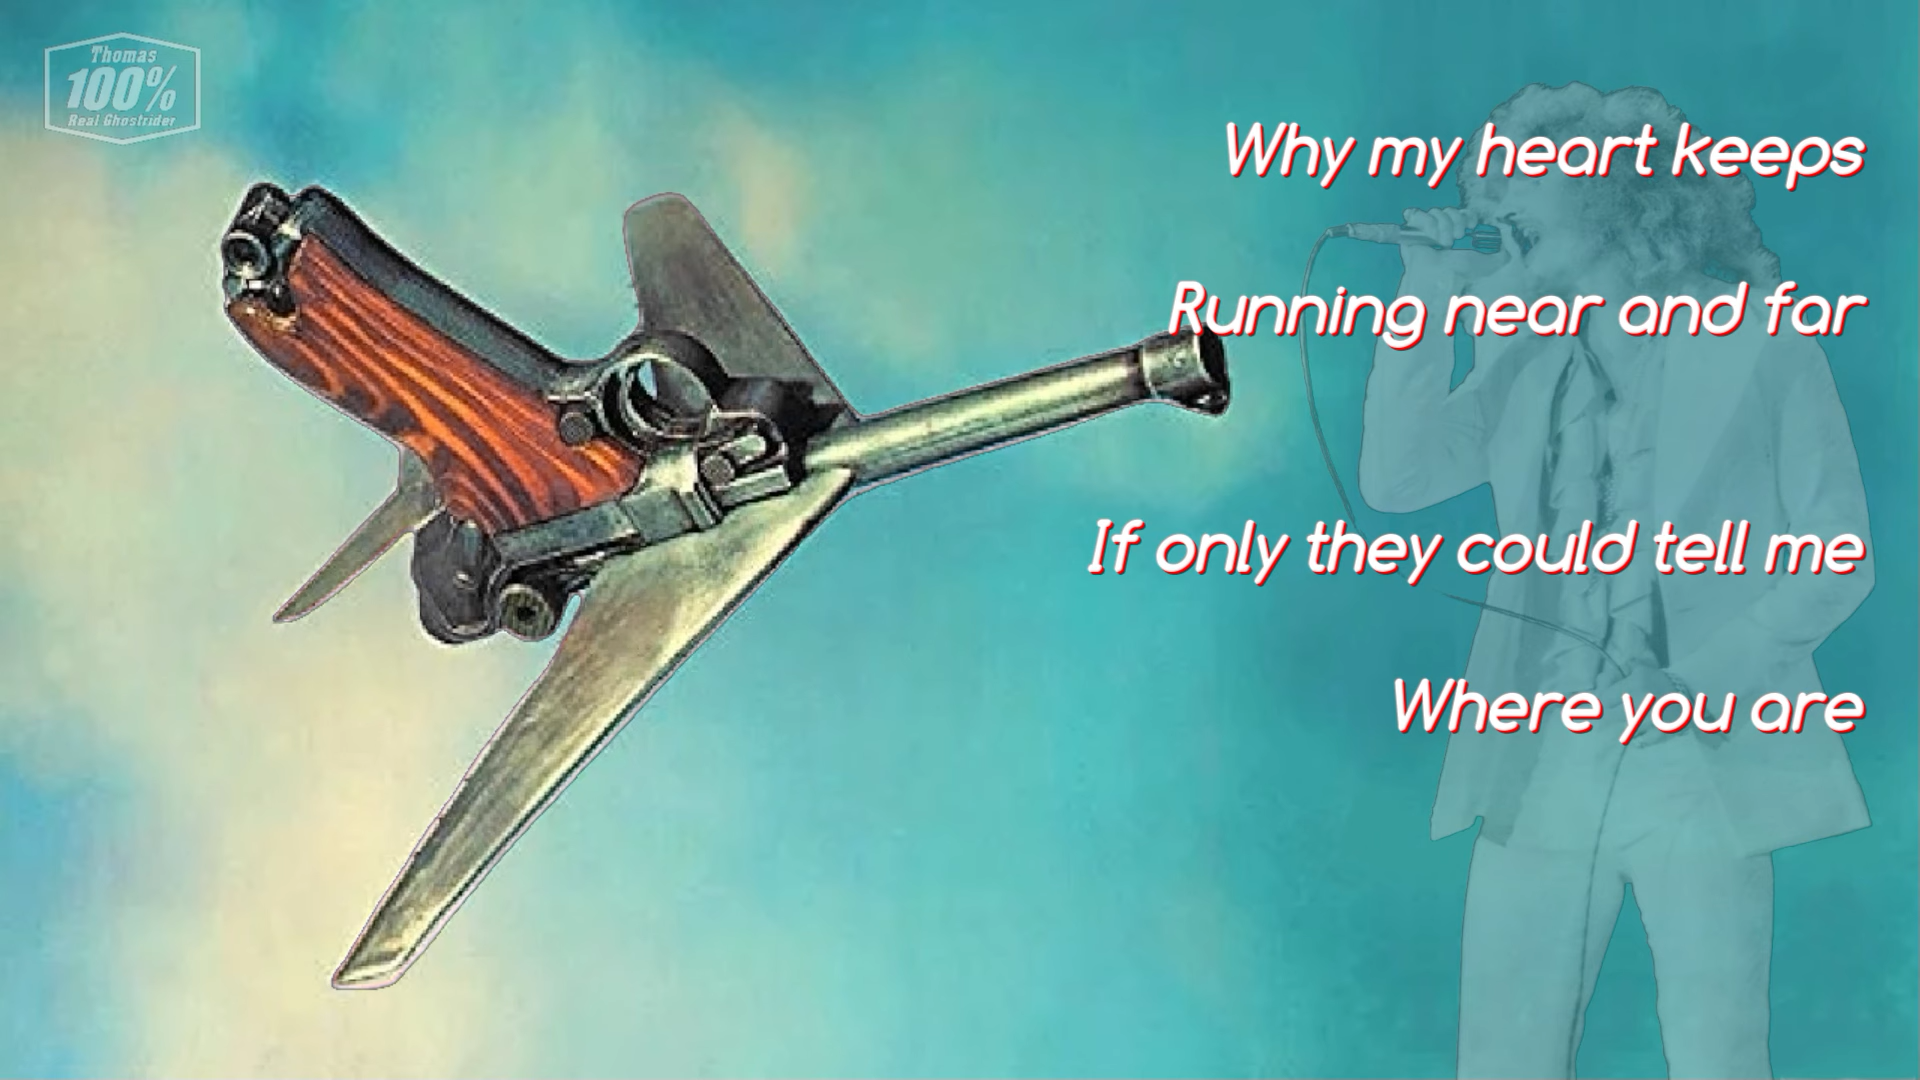 Thomas
100%
Real Ghostrider
Why my heart keeps
Running near and far
If only they could tell me
Where you are